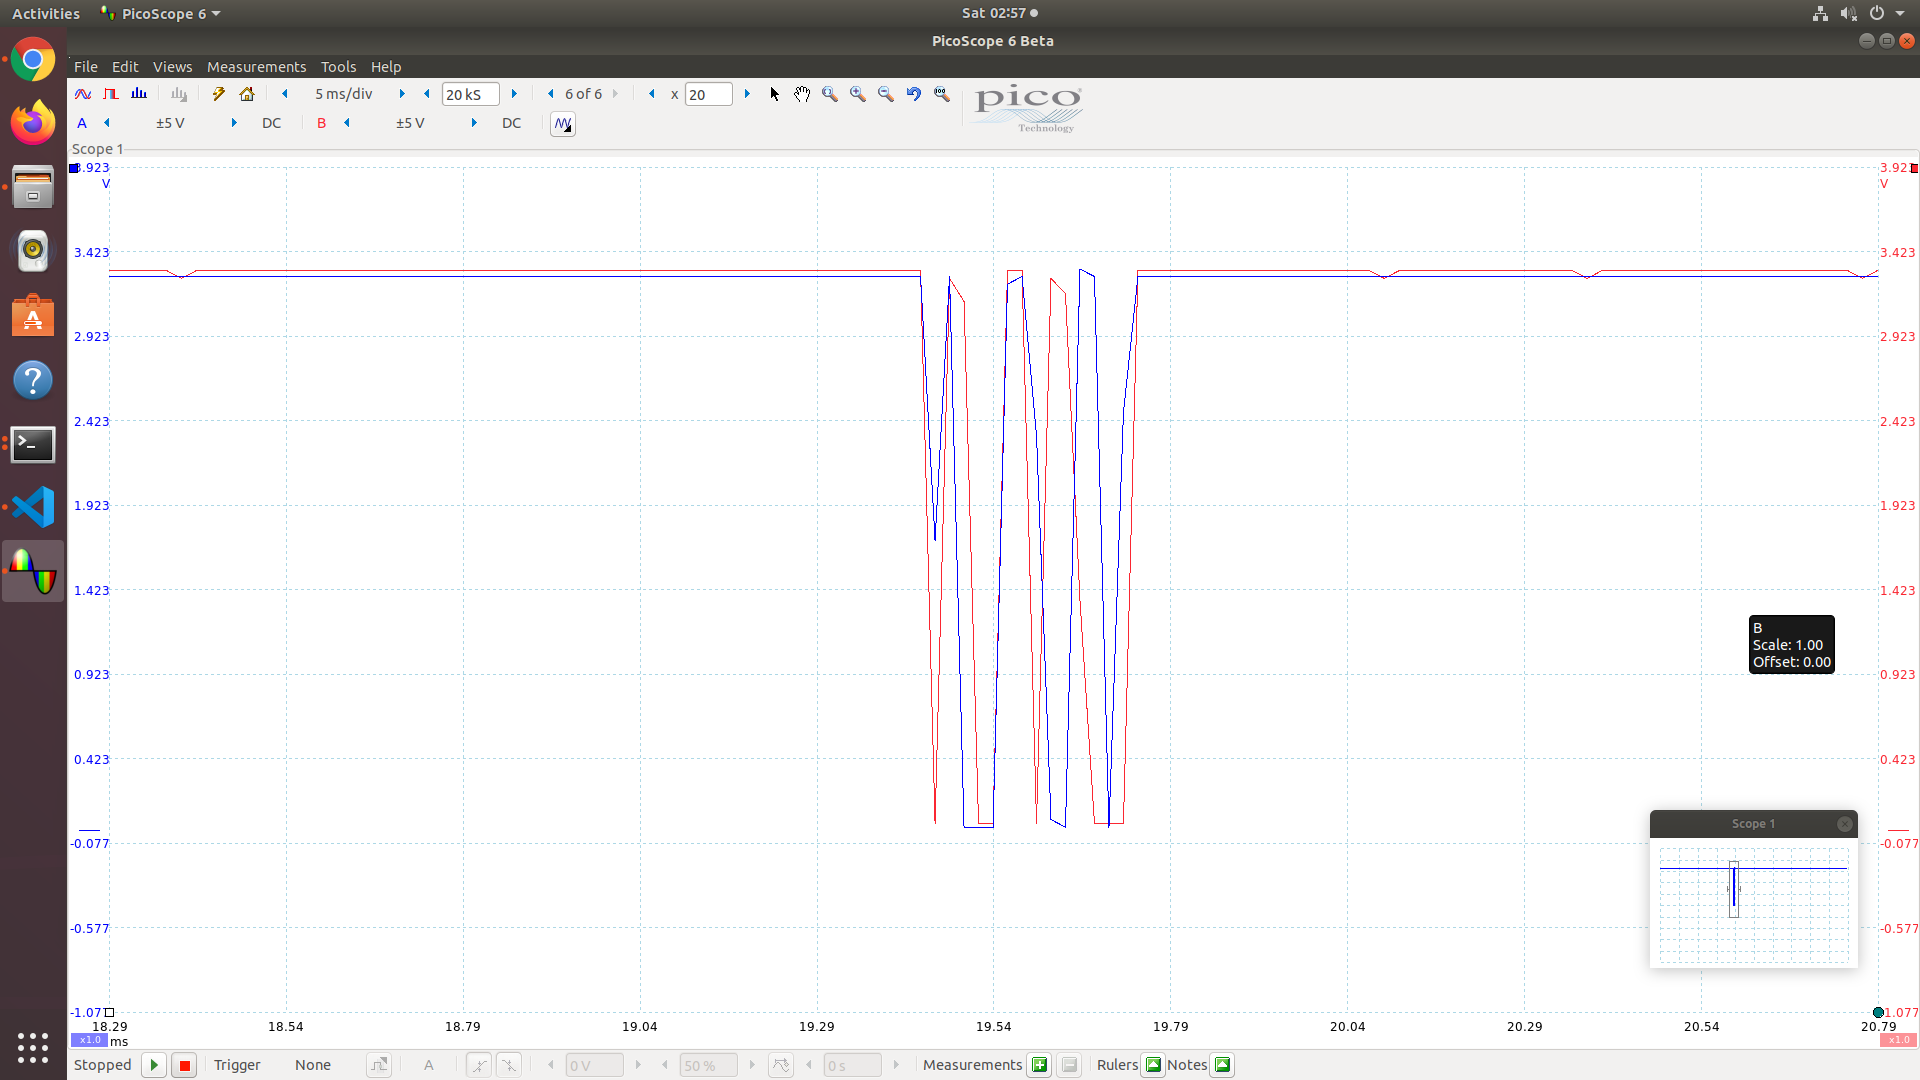 Activities PicoScope 6 Sat 02:57
PicoScope 6 Beta
File Edit Views Measurements Tools Help
5 ms/div 20 kS 6 of 6 x 20
pico
Technology
A ±5 V DC B ±5 V DC
Scope 1
3.923 3.923
V V
3.423 3.423
2.923 2.923
2.423 2.423
1.923 1.923
1.423 1.423
B
Scale: 1.00
Offset: 0.00
0.923 0.923
0.423 0.423
Scope 1
-0.077 -0.077
-0.577 -0.577
-1.077 -1.077
18.29 18.54 18.79 19.04 19.29 19.54 19.79 20.04 20.29 20.54 20.79
x1.0 ms x1.0
Stopped Trigger None A 0 V 50 % 0 s Measurements Rulers Notes